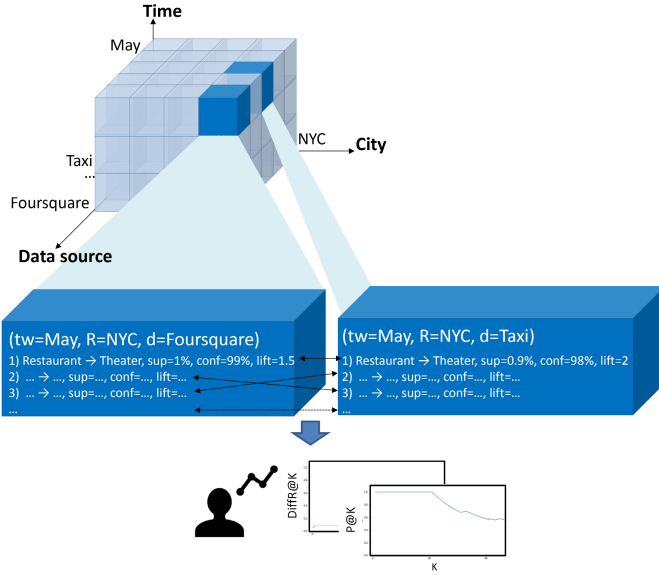 Time
May
NYC
City
Taxi
...
Foursquare
Data source
(tw=May, R=NYC, d=Foursquare)
1) Restaurant → Theater, sup=1%, conf=99%, lift=1.5
2) ... → ..., sup=..., conf=..., lift=...
3) ... → ..., sup=..., conf=..., lift=...
...
(tw=May, R=NYC, d=Taxi)
1) Restaurant → Theater, sup=0.9%, conf=98%, lift=2
2) ... → ..., sup=..., conf=..., lift=...
3) ... → ..., sup=..., conf=..., lift=...
...
DiffR@K
P@K
K